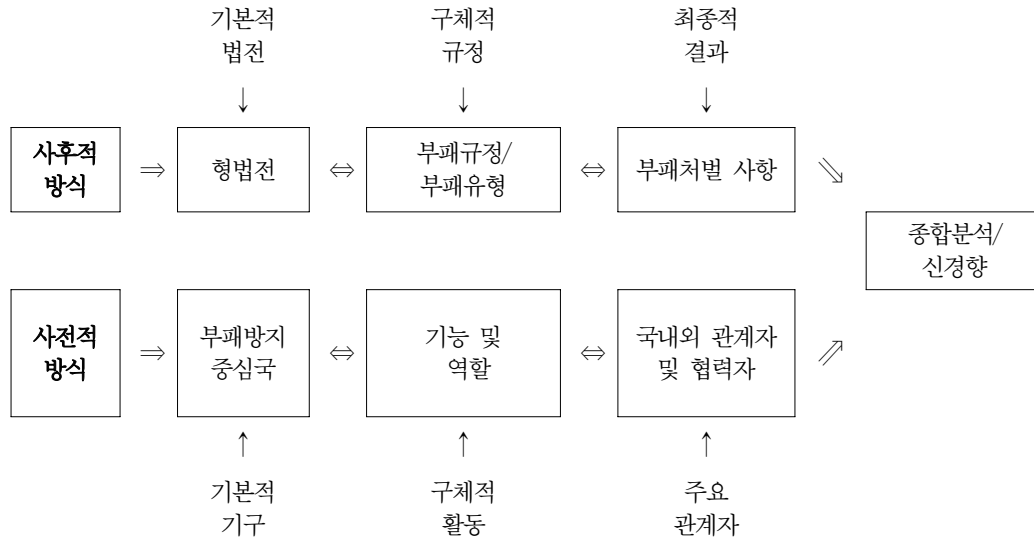 기본적
법전
구체적
규정
최종적
결과
↓
↓
↓
사후적
방식
⇒
형법전
⇔
부패규정/
부패유형
⇔
부패처벌 사항
⇘
종합분석/
신경향
사전적
방식
⇒
부패방지
중심국
⇔
기능 및
역할
⇔
국내외 관계자
및 협력자
⇗
↑
↑
↑
기본적
기구
구체적
활동
주요
관계자